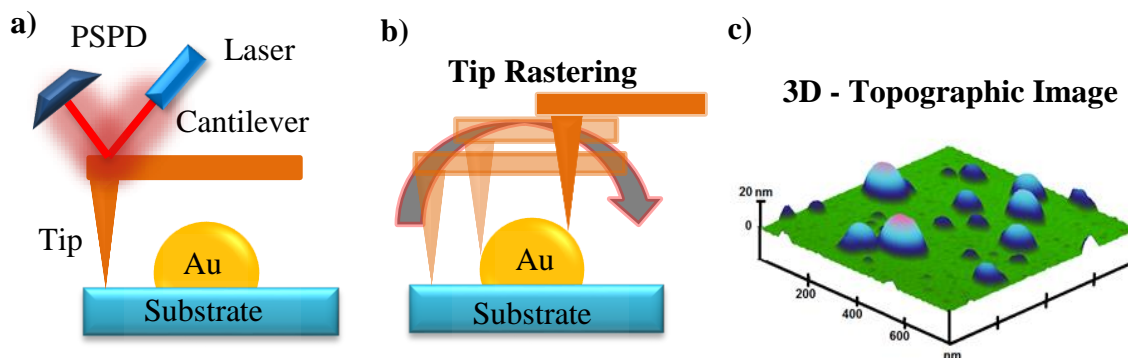 a)
PSPD
Laser
Cantilever
Tip
Au
Substrate
b)
Tip Rastering
Au
Substrate
c)
3D - Topographic Image
20 nm
0
200
400
600
nm